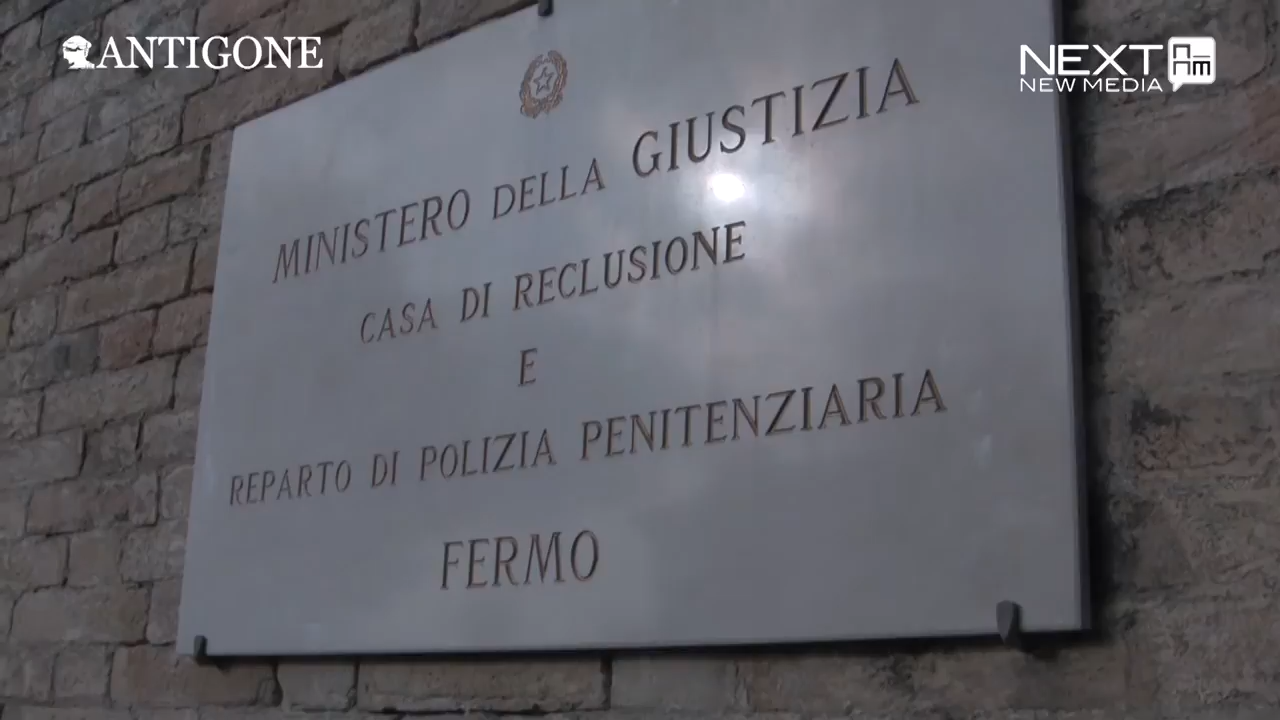 ANTIGONE
NEXT
NEW MEDIA
MINISTERO DELLA GIUSTIZIA
CASA DI RECLUSIONE
E
REPARTO DI POLIZIA PENITENZIARIA
FERMO